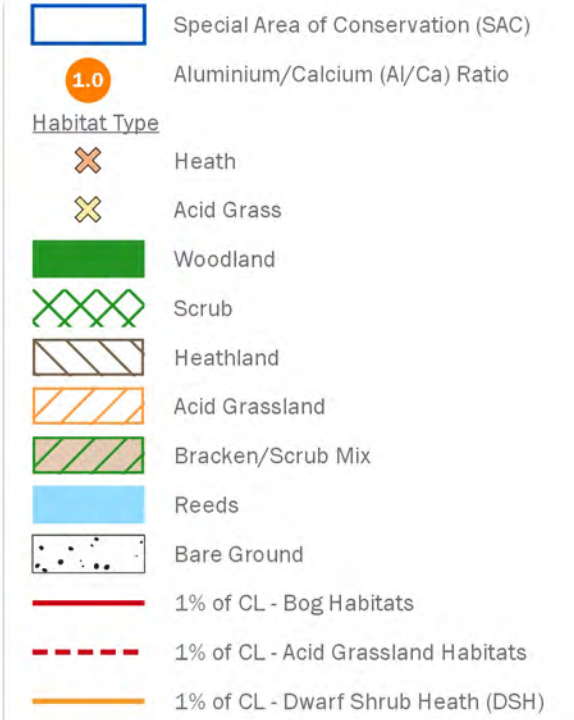 Special Area of Conservation (SAC)
1.0 Aluminium/Calcium (Al/Ca) Ratio
Habitat Type
Heath
Acid Grass
Woodland
Scrub
Heathland
Acid Grassland
Bracken/Scrub Mix
Reeds
Bare Ground
1% of CL - Bog Habitats
1% of CL - Acid Grassland Habitats
1% of CL - Dwarf Shrub Heath (DSH)